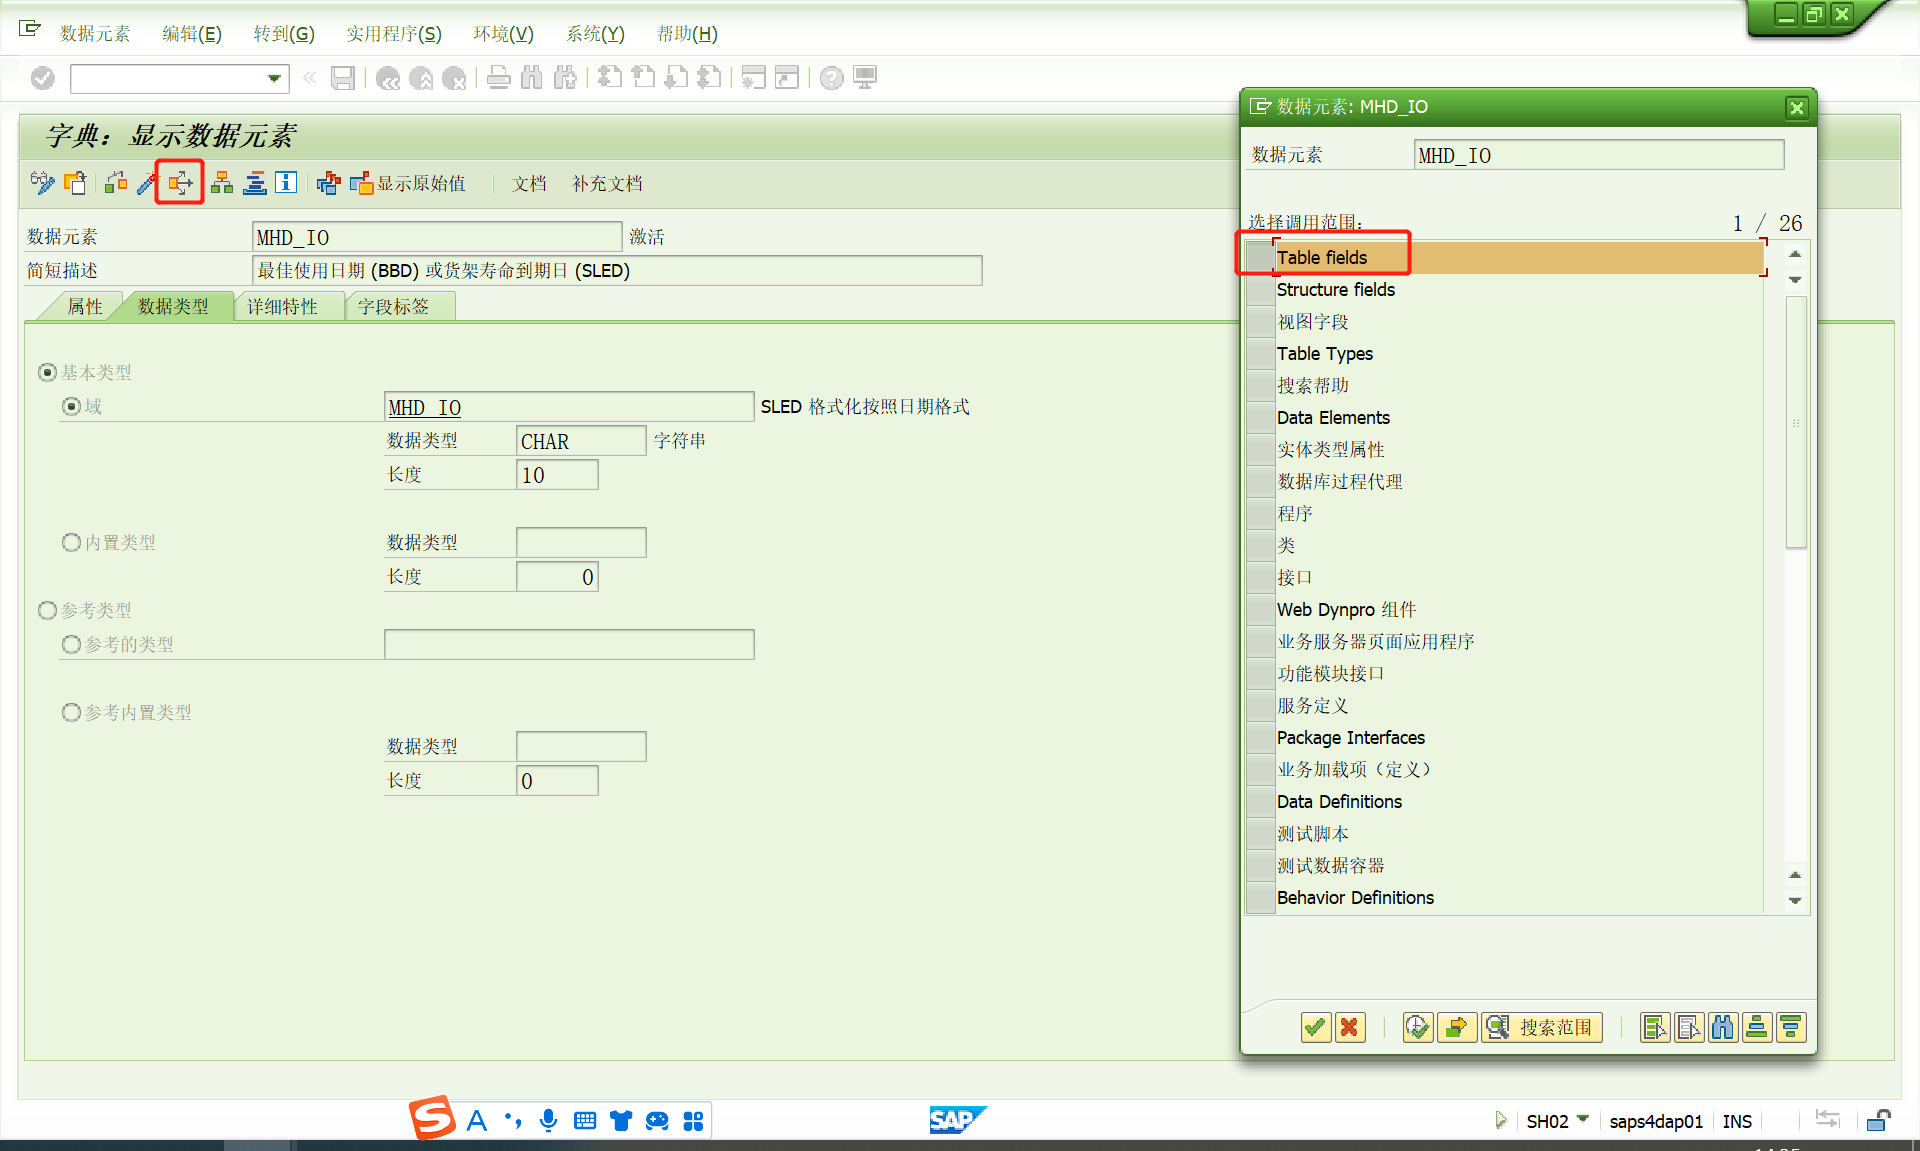 数据元素 编辑(E) 转到(G) 实用程序(S) 环境(V) 系统(Y) 帮助(H)
字典：显示数据元素
显示原始值 文档 补充文档
数据元素 MHD_IO 激活
简短描述 最佳使用日期 (BBD) 或货架寿命到期日 (SLED)
属性 数据类型 详细特性 字段标签
基本类型
域 MHD_IO SLED 格式化按照日期格式
数据类型 CHAR 字符串
长度 10
内置类型 数据类型
长度 0
参考类型
参考的类型
参考内置类型
数据类型
长度 0
数据元素: MHD_IO
数据元素 MHD_IO
选择调用范围: 1 / 26
Table fields
Structure fields
视图字段
Table Types
搜索帮助
Data Elements
实体类型属性
数据库过程代理
程序
类
接口
Web Dynpro 组件
业务服务器页面应用程序
功能模块接口
服务定义
Package Interfaces
业务加载项（定义）
Data Definitions
测试脚本
测试数据容器
Behavior Definitions
搜索范围
S A SAP SH02 saps4dap01 INS